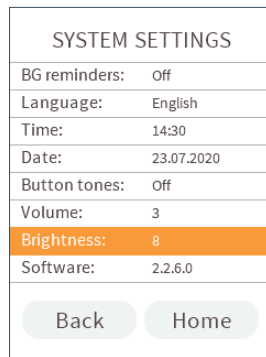 SYSTEM SETTINGS
BG reminders: Off
Language: English
Time: 14:30
Date: 23.07.2020
Button tones: Off
Volume: 3
Brightness: 8
Software: 2.2.6.0
Back Home